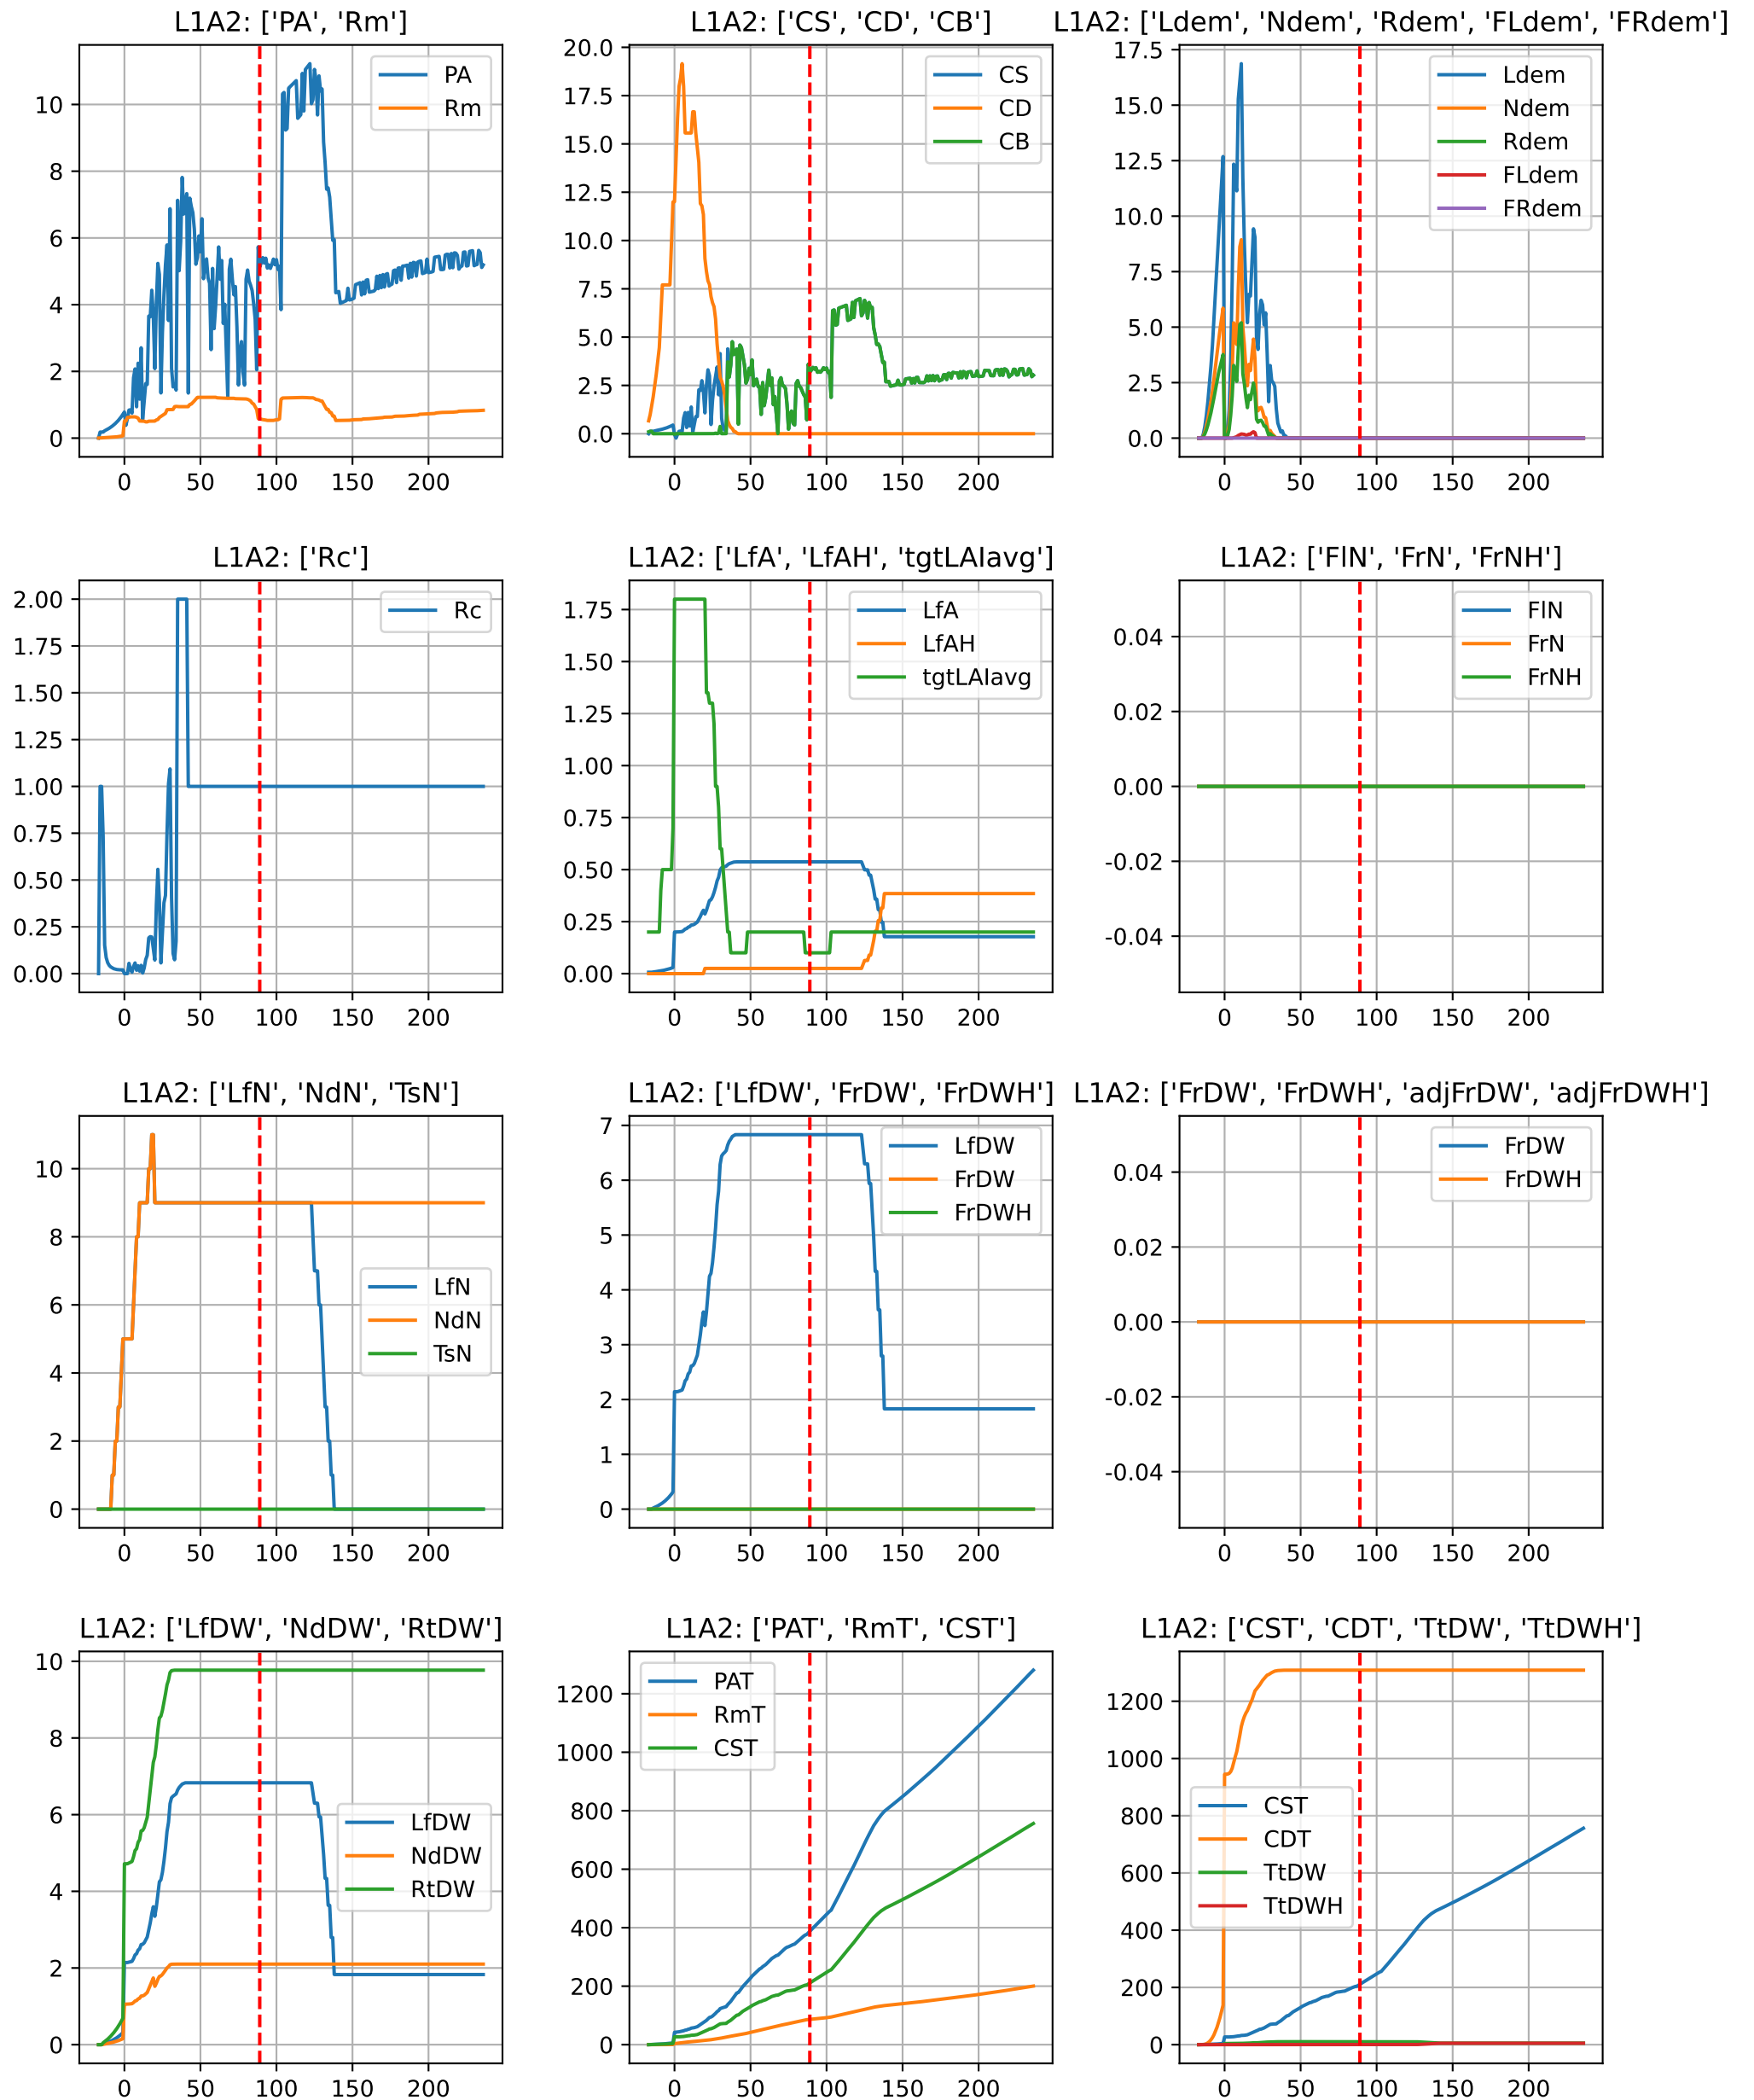 L1A2: ['PA', 'Rm']
PA
Rm
10
8
6
4
2
0
0 50 100 150 200
L1A2: ['CS', 'CD', 'CB']
CS
CD
CB
20.0
17.5
15.0
12.5
10.0
7.5
5.0
2.5
0.0
0 50 100 150 200
L1A2: ['Ldem', 'Ndem', 'Rdem', 'FLdem', 'FRdem']
Ldem
Ndem
Rdem
FLdem
FRdem
17.5
15.0
12.5
10.0
7.5
5.0
2.5
0.0
0 50 100 150 200
L1A2: ['Rc']
Rc
2.00
1.75
1.50
1.25
1.00
0.75
0.50
0.25
0.00
0 50 100 150 200
L1A2: ['LfA', 'LfAH', 'tgtLAIavg']
LfA
LfAH
tgtLAIavg
1.75
1.50
1.25
1.00
0.75
0.50
0.25
0.00
0 50 100 150 200
L1A2: ['FlN', 'FrN', 'FrNH']
FlN
FrN
FrNH
0.04
0.02
0.00
-0.02
-0.04
0 50 100 150 200
L1A2: ['LfN', 'NdN', 'TsN']
LfN
NdN
TsN
10
8
6
4
2
0
0 50 100 150 200
L1A2: ['LfDW', 'FrDW', 'FrDWH']
LfDW
FrDW
FrDWH
7
6
5
4
3
2
1
0
0 50 100 150 200
L1A2: ['FrDW', 'FrDWH', 'adjFrDW', 'adjFrDWH']
FrDW
FrDWH
0.04
0.02
0.00
-0.02
-0.04
0 50 100 150 200
L1A2: ['LfDW', 'NdDW', 'RtDW']
LfDW
NdDW
RtDW
10
8
6
4
2
0
0 50 100 150 200
L1A2: ['PAT', 'RmT', 'CST']
PAT
RmT
CST
1200
1000
800
600
400
200
0
0 50 100 150 200
L1A2: ['CST', 'CDT', 'TtDW', 'TtDWH']
CST
CDT
TtDW
TtDWH
1200
1000
800
600
400
200
0
0 50 100 150 200